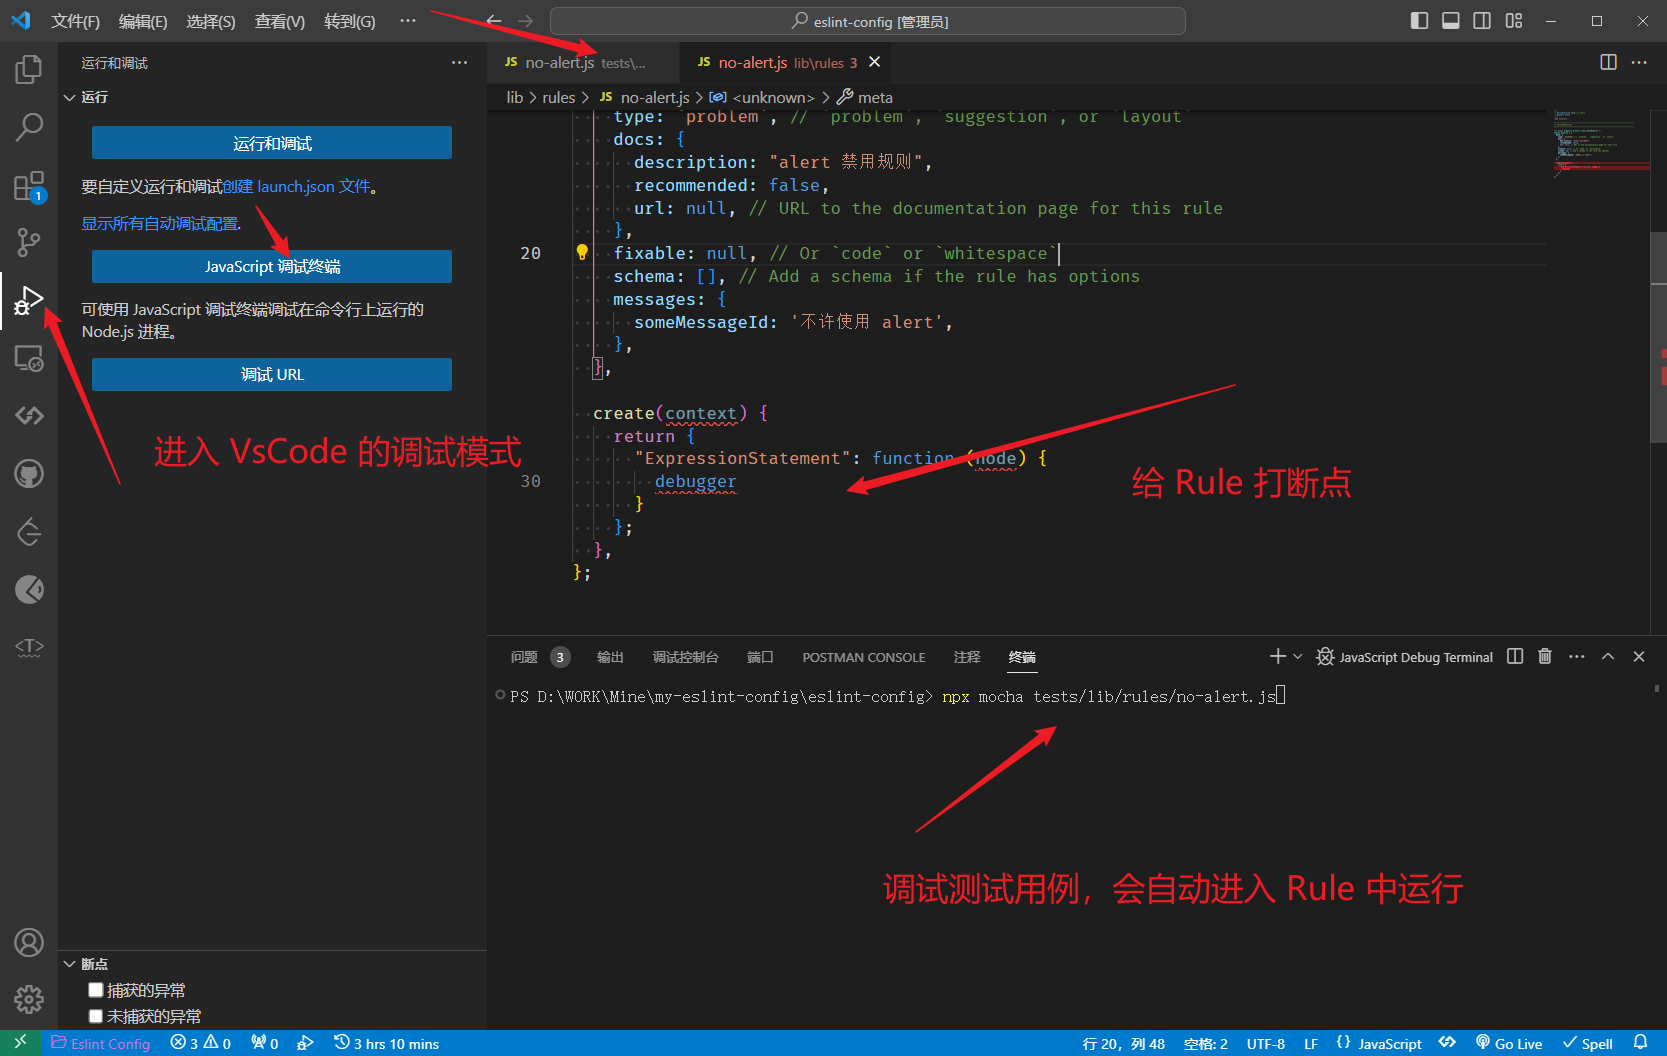 文件(F) 编辑(E) 选择(S) 查看(V) 转到(G) ··· eslint-config [管理员]
运行和调试 ···
JS no-alert.js tests\...
JS no-alert.js lib\rules 3
lib > rules > JS no-alert.js > <unknown> > meta
运行
运行和调试
要自定义运行和调试创建 launch.json 文件。
显示所有自动调试配置.
JavaScript 调试终端
可使用 JavaScript 调试终端调试在命令行上运行的
Node.js 进程。
调试 URL
1
进入 VsCode 的调试模式
type: `problem`, // `problem`, `suggestion`, or `layout`
docs: {
description: "alert 禁用规则",
recommended: false,
url: null, // URL to the documentation page for this rule
},
20 fixable: null, // Or `code` or `whitespace`
schema: [], // Add a schema if the rule has options
messages: {
someMessageId: '不许使用 alert',
},
},
create(context) {
return {
"ExpressionStatement": function (node) {
30 debugger
}
};
},
};
给 Rule 打断点
问题 3 输出 调试控制台 端口 POSTMAN CONSOLE 注释 终端 JavaScript Debug Terminal
PS D:\WORK\Mine\my-eslint-config\eslint-config> npx mocha tests/lib/rules/no-alert.js
调试测试用例，会自动进入 Rule 中运行
<T>
断点
捕获的异常
未捕获的异常
Eslint Config 3 0 0 3 hrs 10 mins 行 20，列 48 空格: 2 UTF-8 LF {} JavaScript Go Live Spell